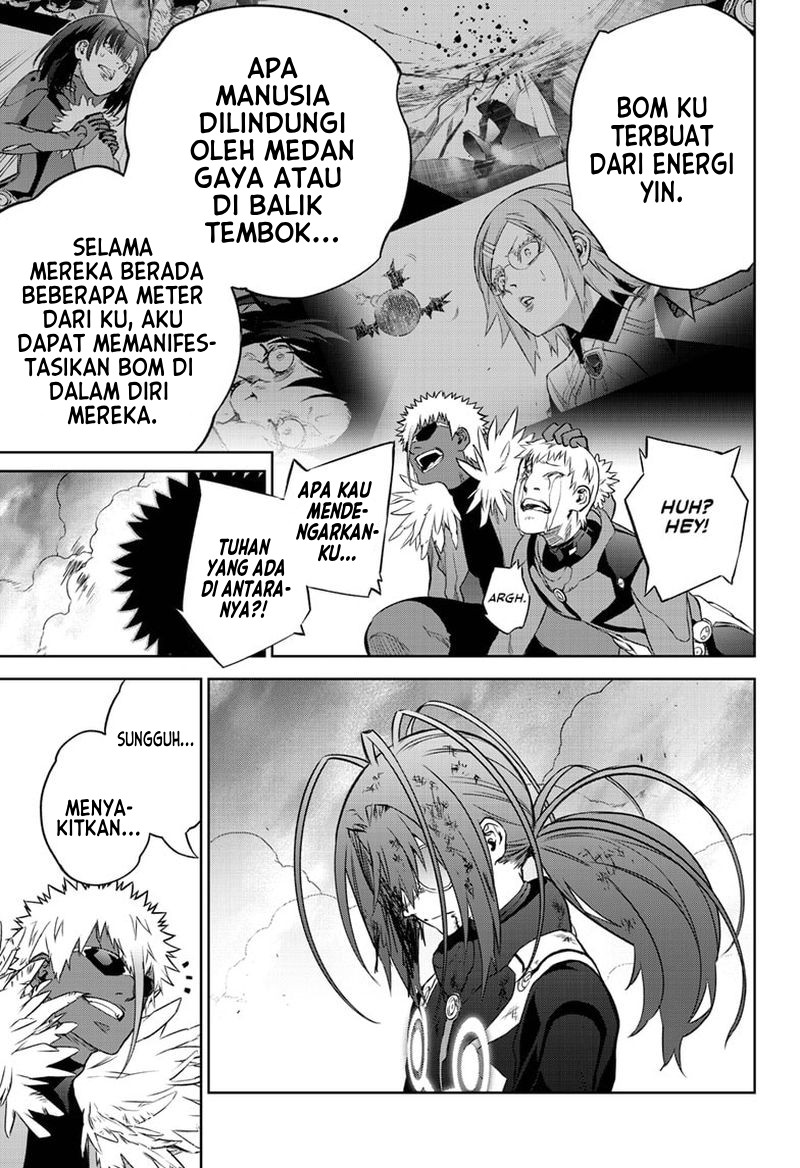 BOM KU
TERBUAT
DARI ENERGI
YIN.
APA
MANUSIA
DILINDUNGI
OLEH MEDAN
GAYA ATAU
DI BALIK
TEMBOK...
SELAMA
MEREKA BERADA
BEBERAPA METER
DARI KU, AKU
DAPAT MEMANIFES-
TASIKAN BOM DI
DALAM DIRI
MEREKA.
HUH?
HEY!
ARGH.
APA KAU
MENDE-
NGARKAN-
KU...
TUHAN
YANG ADA
DI ANTARA-
NYA?!
SUNGGUH...
MENYA-
KITKAN...